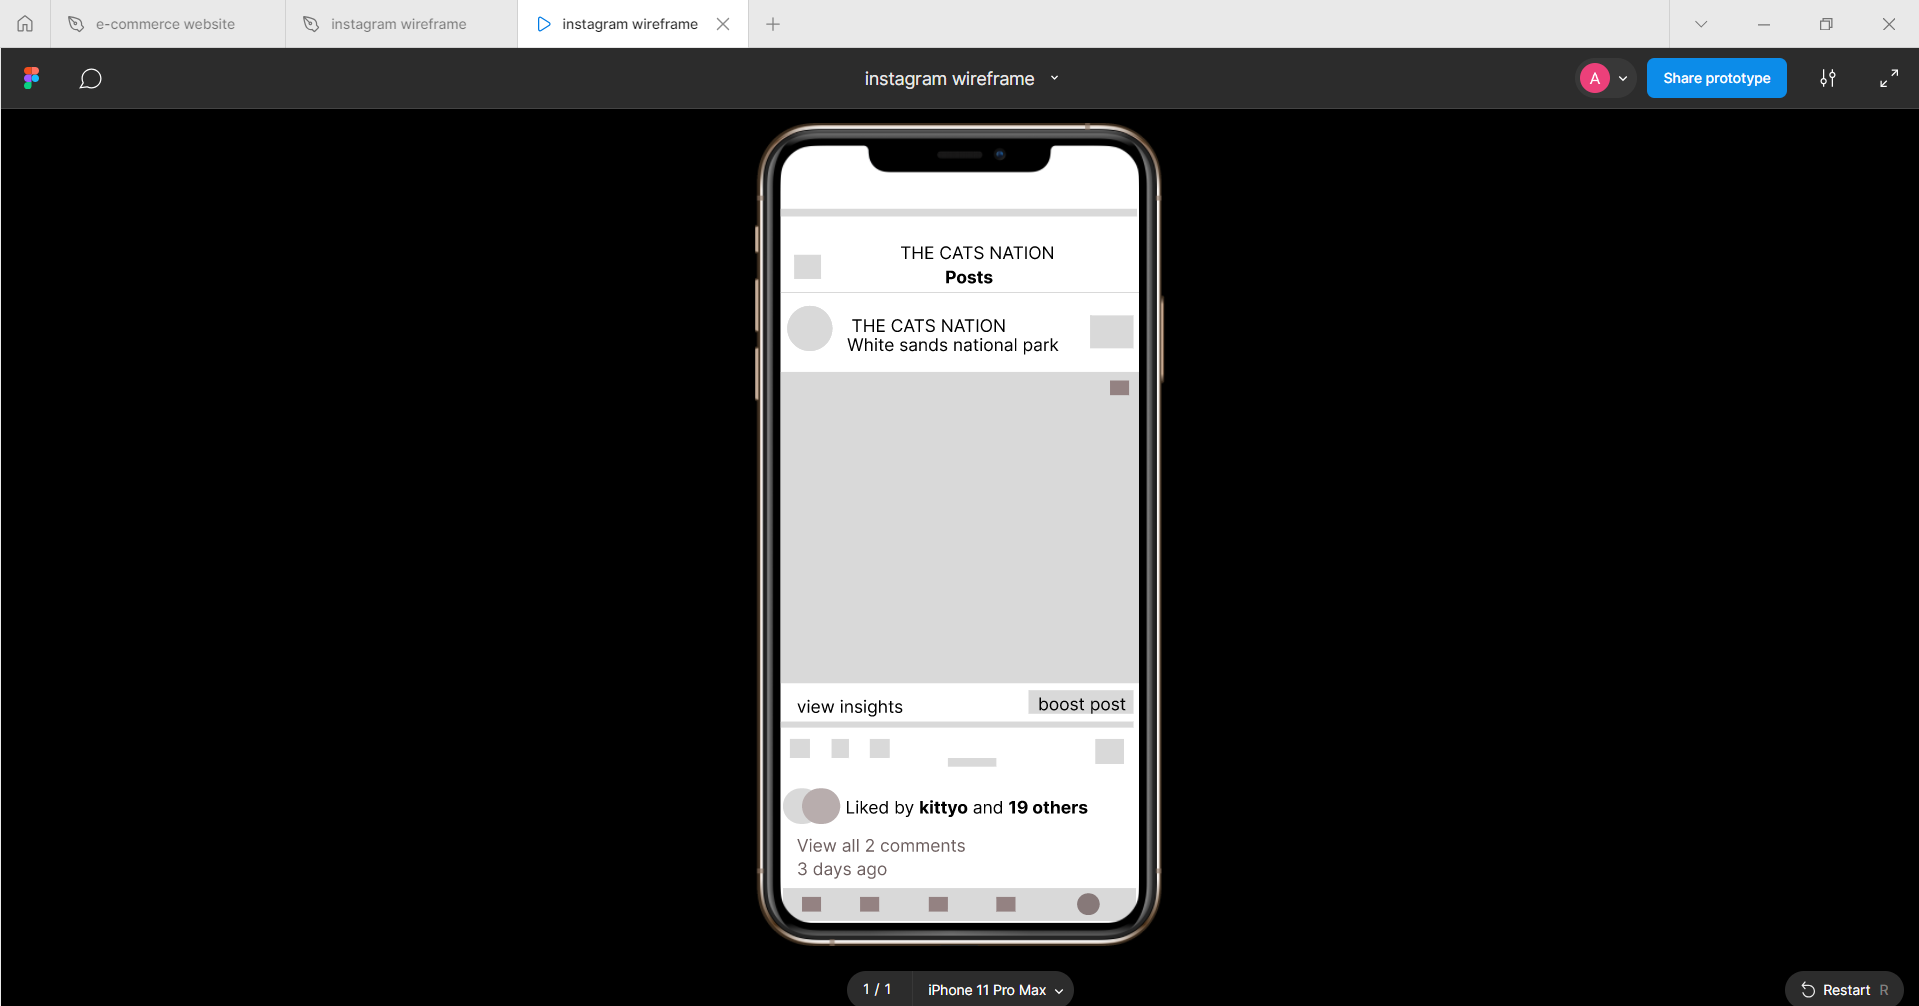 e-commerce website
instagram wireframe
instagram wireframe
instagram wireframe
A
Share prototype
THE CATS NATION
Posts
THE CATS NATION
White sands national park
view insights
boost post
Liked by kittyo and 19 others
View all 2 comments
3 days ago
1 / 1
iPhone 11 Pro Max
Restart R